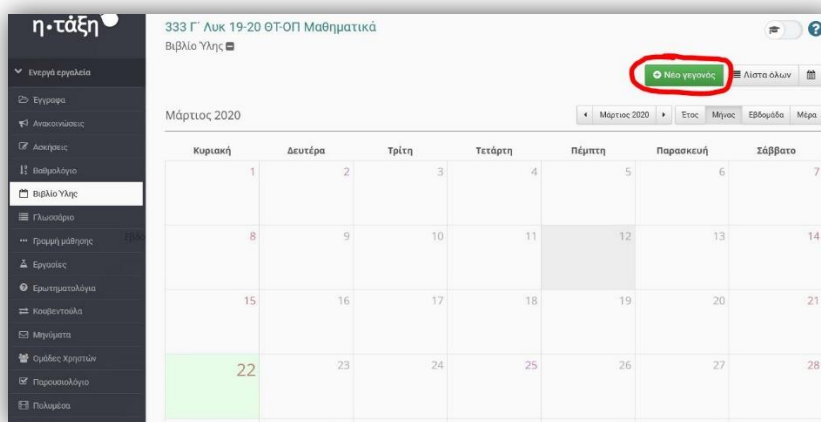 η·τάξη
333 Γ΄ Λυκ 19-20 ΘΤ-ΟΠ Μαθηματικά
Βιβλίο Ύλης
Ενεργά εργαλεία
Έγγραφα
Ανακοινώσεις
Ασκήσεις
Βαθμολόγιο
Βιβλίο Ύλης
Γλωσσάριο
Γραμμή μάθησης
Εργασίες
Ερωτηματολόγια
Κουβεντούλα
Μηνύματα
Ομάδες Χρηστών
Παρουσιολόγιο
Πολυμέσα
Νέο γεγονός Λίστα όλων
Μάρτιος 2020 Μάρτιος 2020 Έτος Μήνας Εβδομάδα Μέρα
Κυριακή Δευτέρα Τρίτη Τετάρτη Πέμπτη Παρασκευή Σάββατο
1 2 3 4 5 6 7
8 9 10 11 12 13 14
15 16 17 18 19 20 21
22 23 24 25 26 27 28